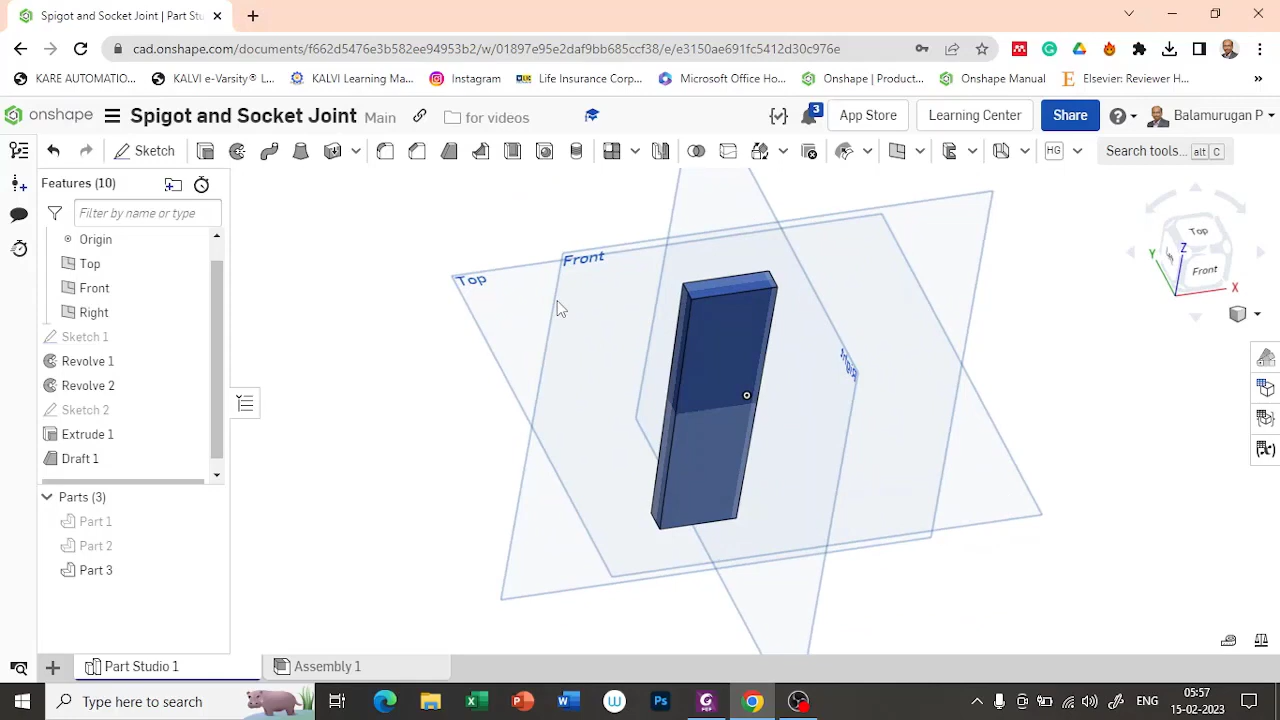 Spigot and Socket Joint | Part Stu
cad.onshape.com/documents/f662d5476e3b582ee94953b2/w/01897e95e2daf9bb685ccf38/e/e3150ae691fc5412d30c976e
KARE AUTOMATIO... KALVI e-Varsity® L... KALVI Learning Ma... Instagram Life Insurance Corp... Microsoft Office Ho... Onshape | Product... Onshape Manual Elsevier: Reviewer H... »
onshape Spigot and Socket Joint Main for videos 3 App Store Learning Center Share Balamurugan P
Sketch HG Search tools... alt C
Features (10)
Filter by name or type
Origin
Top
Front
Right
Sketch 1
Revolve 1
Revolve 2
Sketch 2
Extrude 1
Draft 1
Parts (3)
Part 1
Part 2
Part 3
Top
Front
Right
Top
Left
Front
Z
Y
X
Part Studio 1 Assembly 1
Type here to search
ENG
05:57
15-02-2023